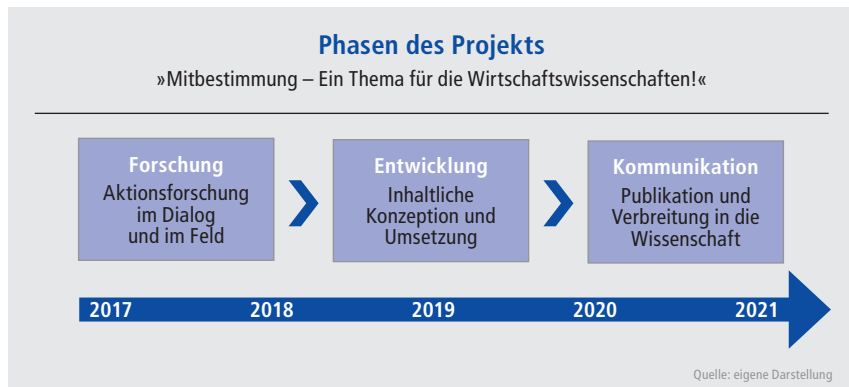 Phasen des Projekts
»Mitbestimmung – Ein Thema für die Wirtschaftswissenschaften!«
Forschung
Aktionsforschung
im Dialog
und im Feld
Entwicklung
Inhaltliche
Konzeption und
Umsetzung
Kommunikation
Publikation und
Verbreitung in die
Wissenschaft
2017 2018 2019 2020 2021
Quelle: eigene Darstellung